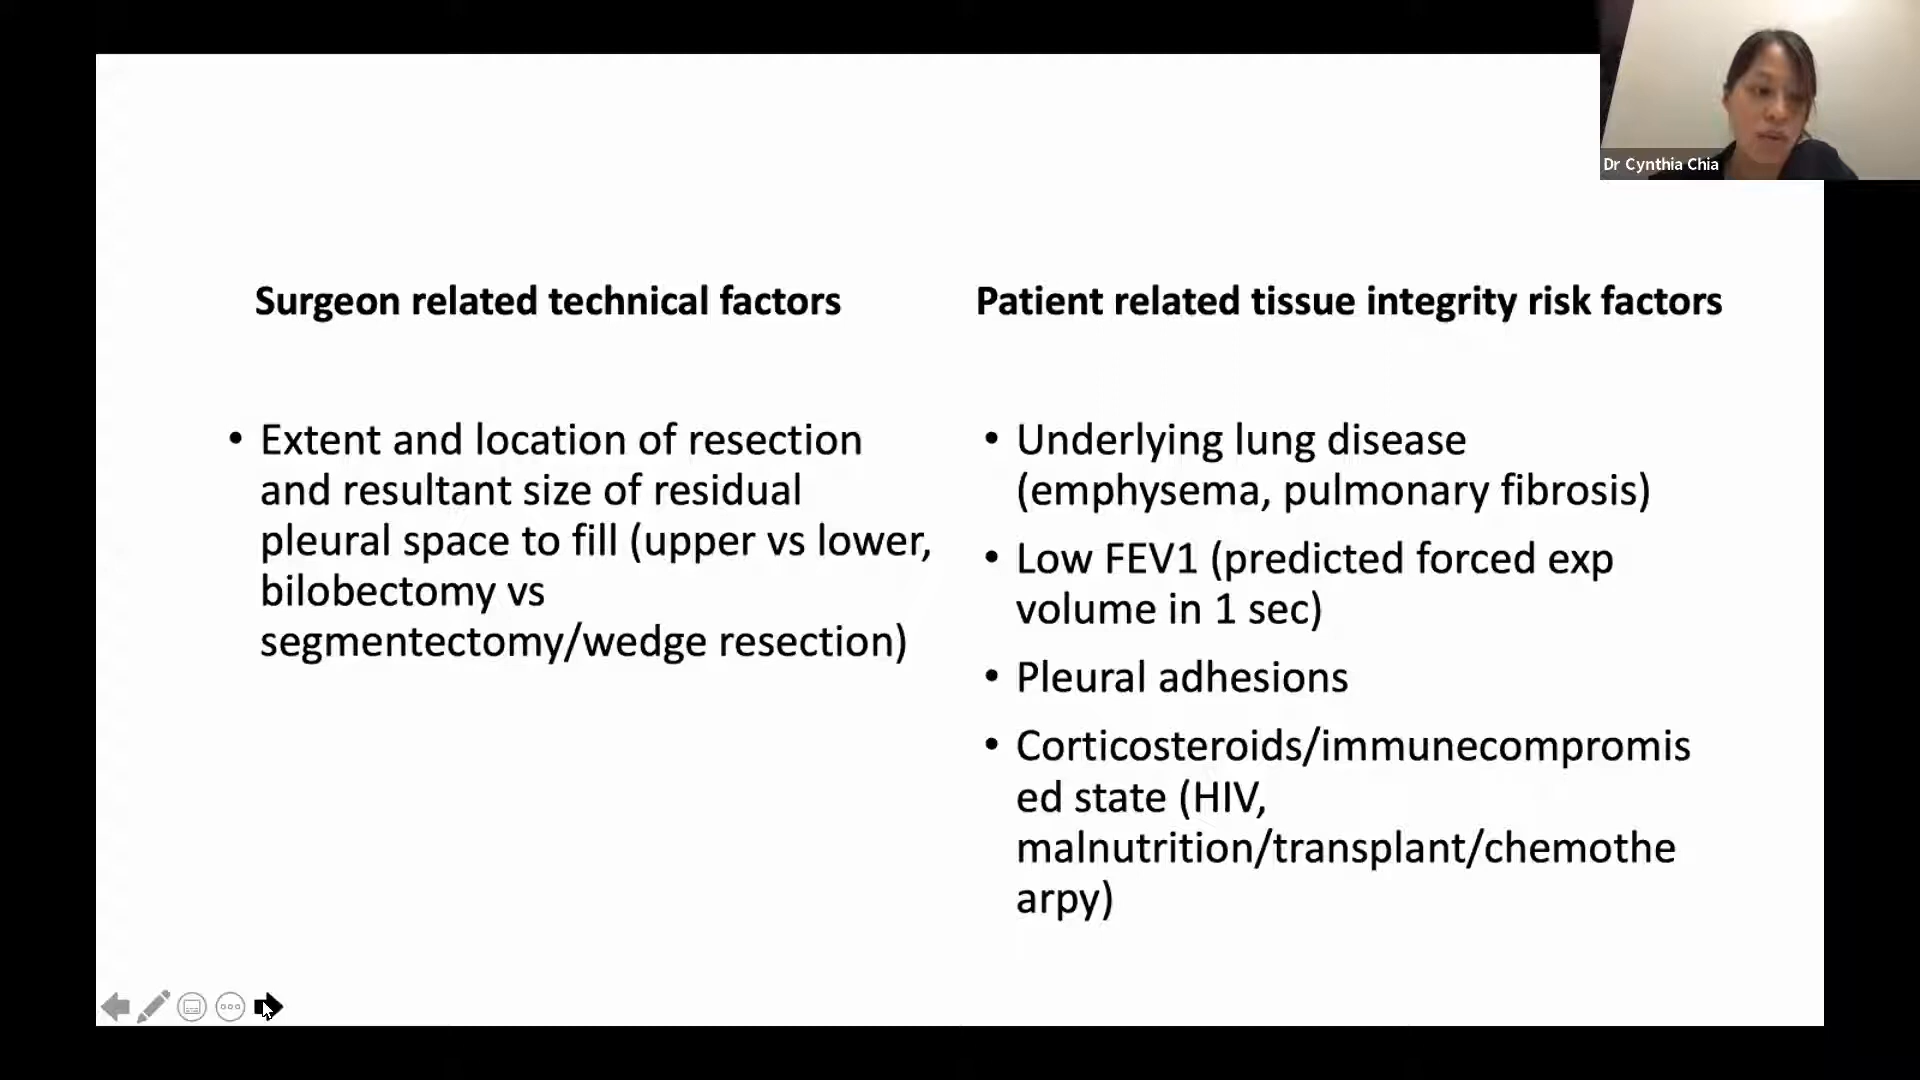 Dr Cynthia Chia
Surgeon related technical factors
• Extent and location of resection
and resultant size of residual
pleural space to fill (upper vs lower,
bilobectomy vs
segmentectomy/wedge resection)
Patient related tissue integrity risk factors
• Underlying lung disease
(emphysema, pulmonary fibrosis)
• Low FEV1 (predicted forced exp
volume in 1 sec)
• Pleural adhesions
• Corticosteroids/immunecompromis
ed state (HIV,
malnutrition/transplant/chemothe
arpy)